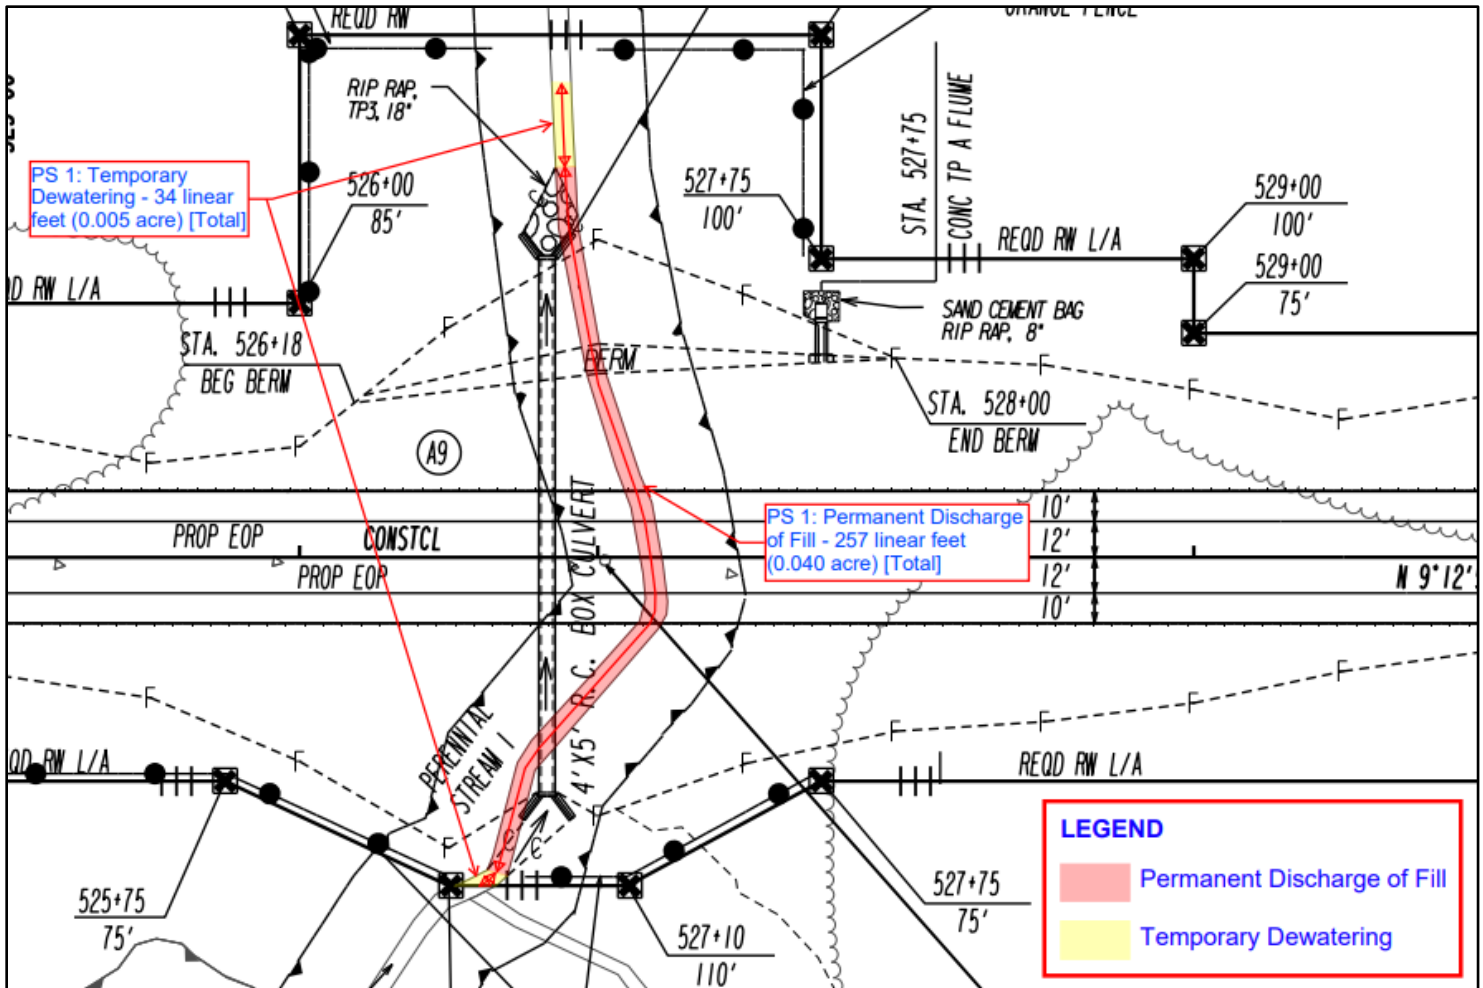 REQD RW
ORANGE FENCE
RIP RAP,
TP3, 18"
STA. 527+75
CONC TP A FLUME
PS 1: Temporary
Dewatering - 34 linear
feet (0.005 acre) [Total]
526+00
85'
527+75
100'
529+00
100'
REQD RW L/A
529+00
75'
QD RW L/A
SAND CEMENT BAG
RIP RAP, 8"
STA. 526+18
BEG BERM
BERM
F
F
F
F
F
F
F
F
F
STA. 528+00
END BERM
A9
10'
PROP EOP
CONSTCL
12'
PS 1: Permanent Discharge
of Fill - 257 linear feet
(0.040 acre) [Total]
PROP EOP
12'
N 9°12'
10'
4'X5' R.C. BOX CULVERT
PERENNIAL
STREAM 1
F
F
F
F
F
F
F
F
QD RW L/A
REQD RW L/A
C
C
525+75
75'
527+10
110'
527+75
75'
LEGEND
Permanent Discharge of Fill
Temporary Dewatering